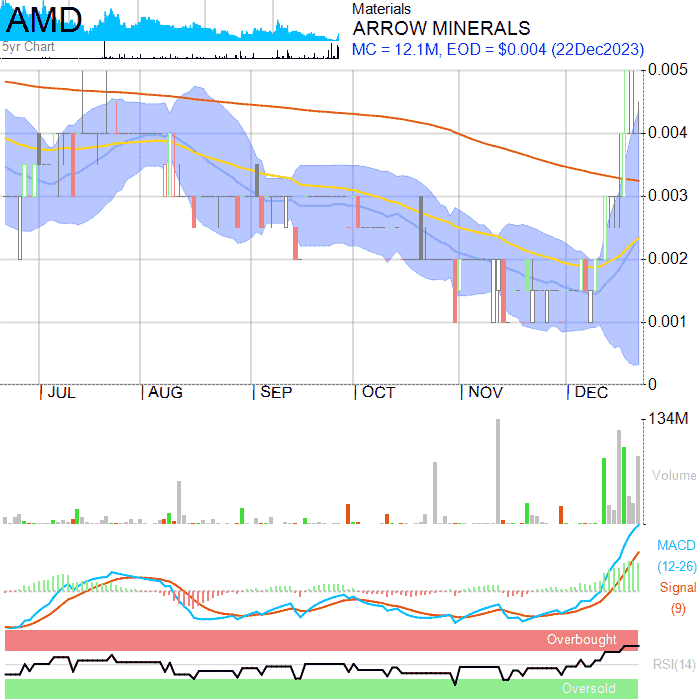 AMD
5yr Chart
Materials
ARROW MINERALS
MC = 12.1M, EOD = $0.004 (22Dec2023)
0.005
0.004
0.003
0.002
0.001
0
JUL AUG SEP OCT NOV DEC
134M
Volume
MACD
(12-26)
Signal
(9)
Overbought
RSI(14)
Oversold